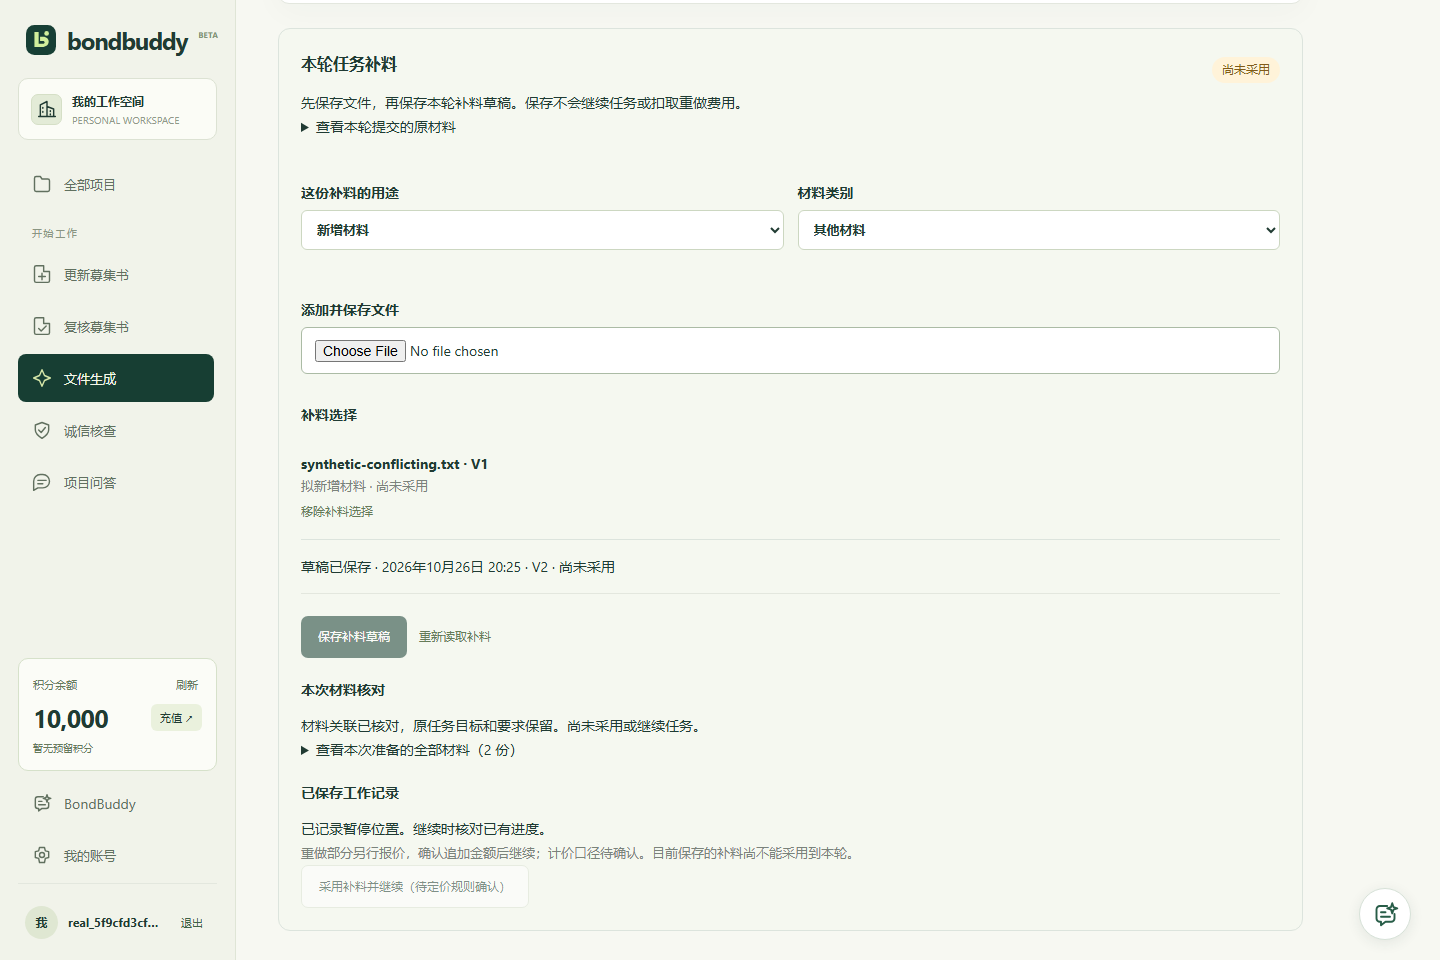 bondbuddy BETA
我的工作空间
PERSONAL WORKSPACE
全部项目
开始工作
更新募集书
复核募集书
文件生成
诚信核查
项目问答
积分余额 刷新
10,000 充值 ↗
暂无预留积分
BondBuddy
我的账号
我 real_5f9cfd3cf... 退出
本轮任务补料 尚未采用
先保存文件，再保存本轮补料草稿。保存不会继续任务或扣取重做费用。
▶ 查看本轮提交的原材料
这份补料的用途 材料类别
新增材料 其他材料
添加并保存文件
Choose File No file chosen
补料选择
synthetic-conflicting.txt · V1
拟新增材料 · 尚未采用
移除补料选择
草稿已保存 · 2026年10月26日 20:25 · V2 · 尚未采用
保存补料草稿 重新读取补料
本次材料核对
材料关联已核对，原任务目标和要求保留。尚未采用或继续任务。
▶ 查看本次准备的全部材料（2 份）
已保存工作记录
已记录暂停位置。继续时核对已有进度。
重做部分另行报价，确认追加金额后继续；计价口径待确认。目前保存的补料尚不能采用到本轮。
采用补料并继续（待定价规则确认）